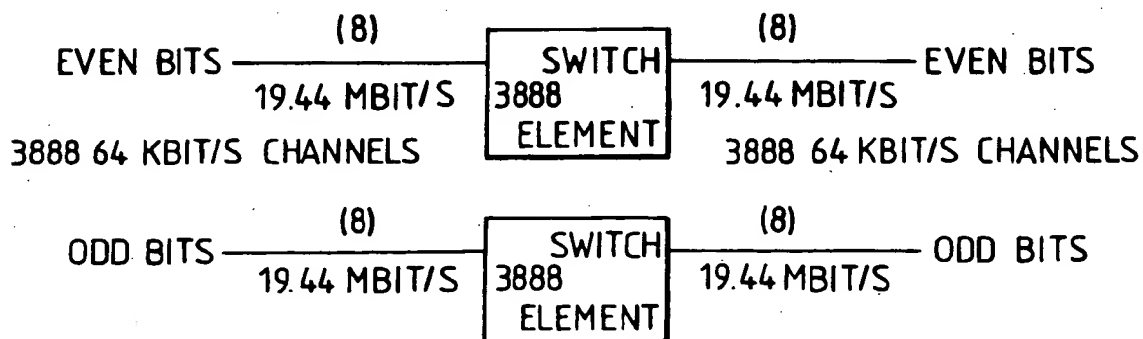 (8) (8)
EVEN BITS SWITCH EVEN BITS
19.44 MBIT/S 3888 19.44 MBIT/S
3888 64 KBIT/S CHANNELS ELEMENT 3888 64 KBIT/S CHANNELS
(8) (8)
ODD BITS SWITCH ODD BITS
19.44 MBIT/S 3888 19.44 MBIT/S
ELEMENT